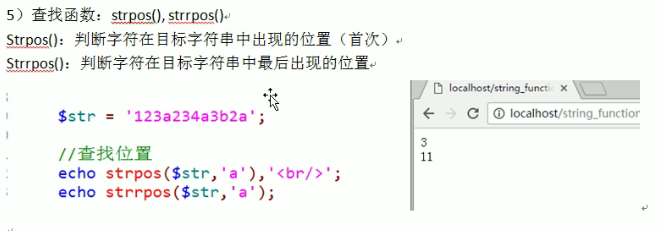 5）查找函数：strpos(), strrpos()
Strpos()：判断字符在目标字符串中出现的位置（首次）
Strrpos()：判断字符在目标字符串中最后出现的位置
$str = '123a234a3b2a';
//查找位置
echo strpos($str,'a'),'<br/>';
echo strrpos($str,'a');
localhost/string_function
localhost/string_function
3
11